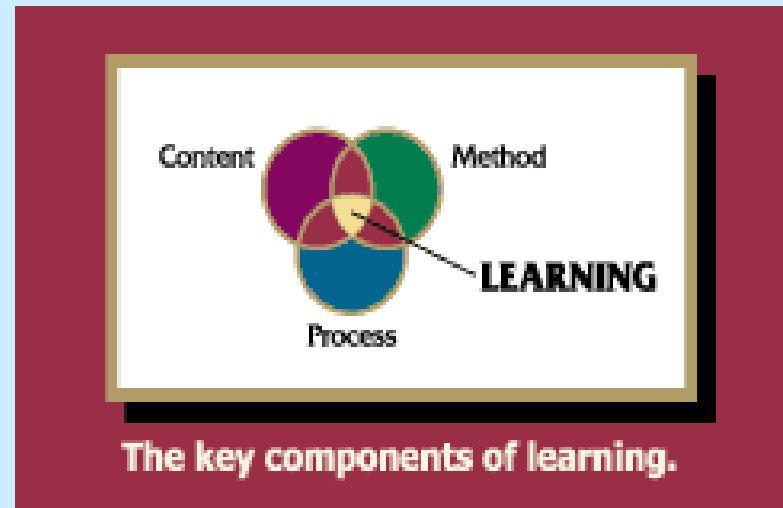 Content
Method
LEARNING
Process
The key components of learning.